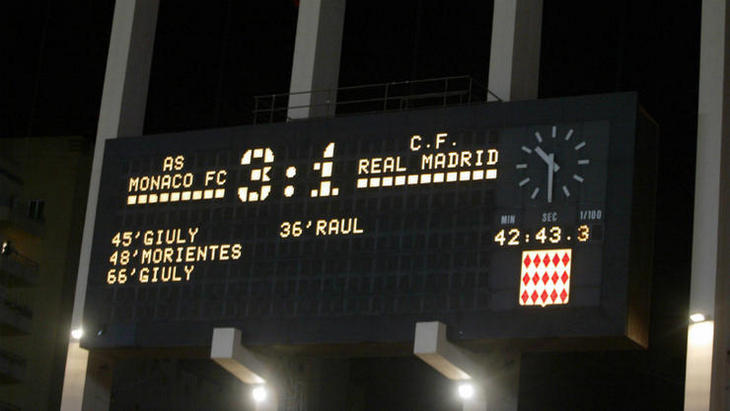 AS
MONACO FC 3:1 C.F.
REAL MADRID
45'GIULY 36'RAUL
48'MORIENTES
66'GIULY
MIN SEC 1/100
42:43.3